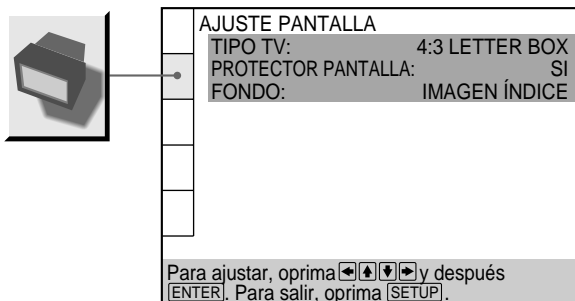 AJUSTE PANTALLA
TIPO TV: 4:3 LETTER BOX
PROTECTOR PANTALLA: SI
FONDO: IMAGEN ÍNDICE
Para ajustar, oprima ←↑↓→ y después
ENTER. Para salir, oprima SETUP.